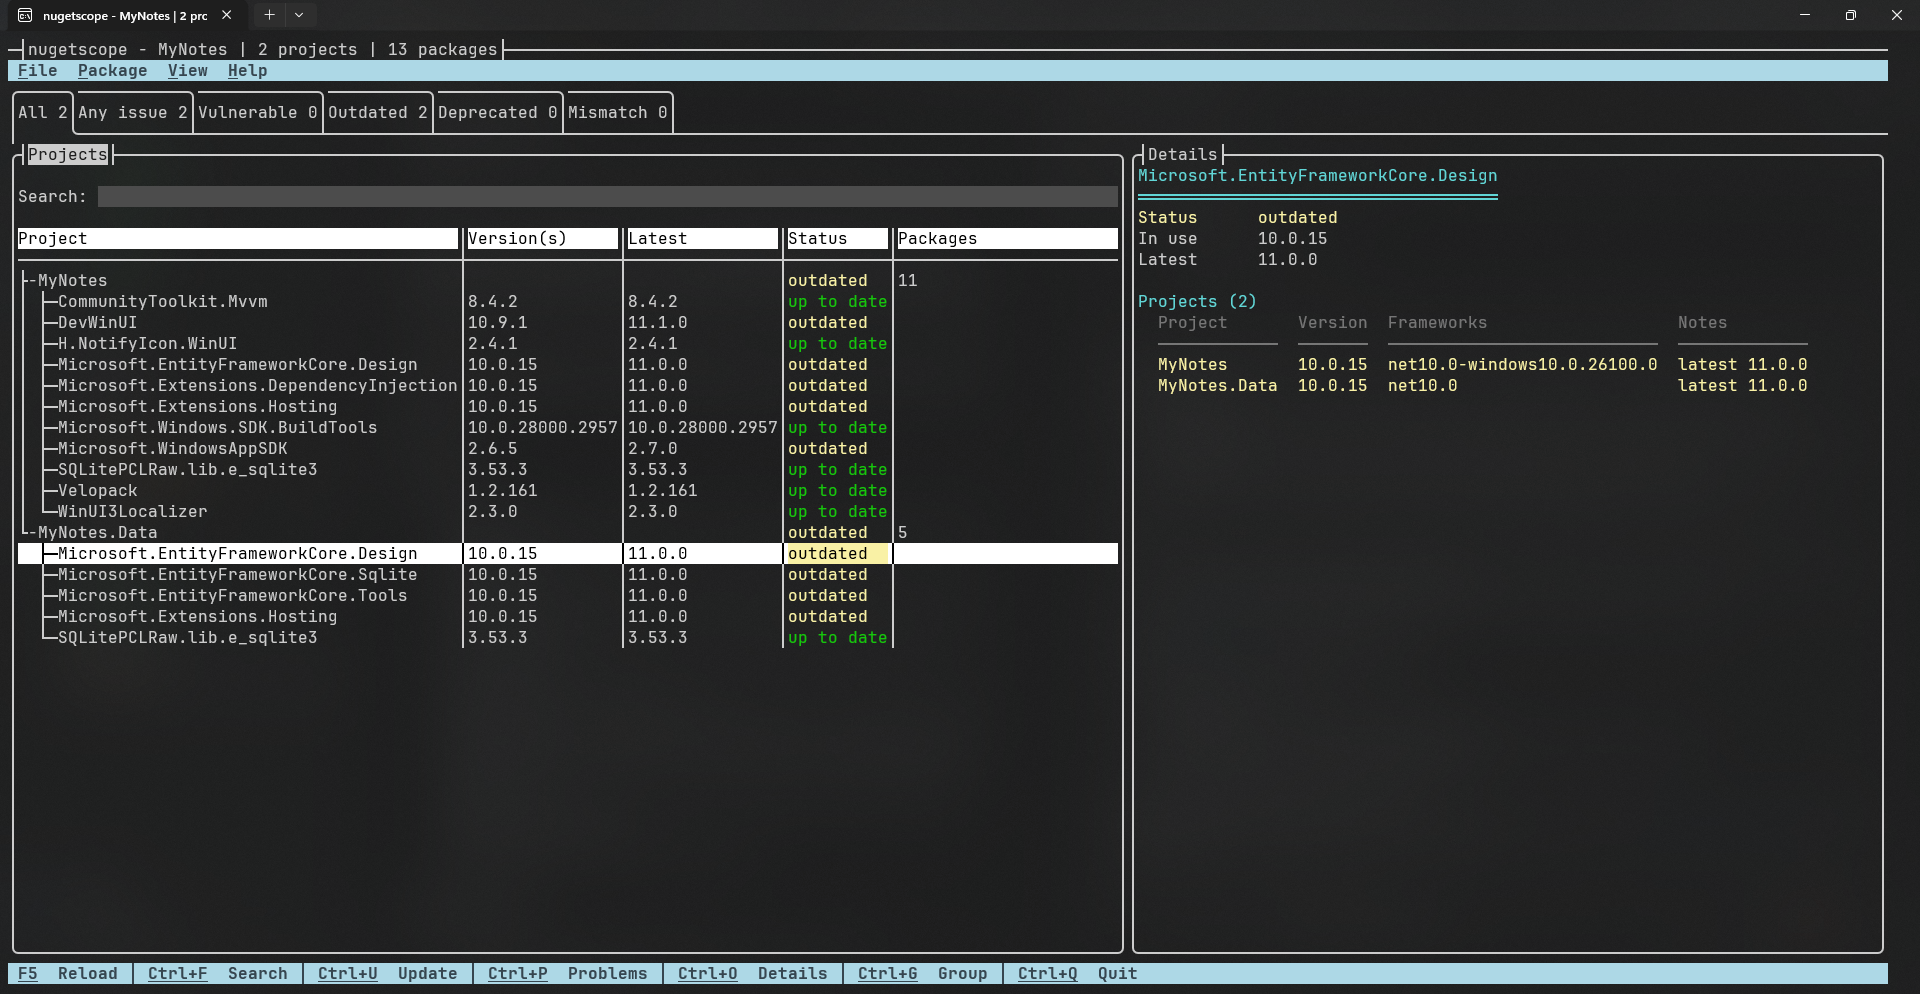 nugetscope - MyNotes | 2 prc
nugetscope - MyNotes | 2 projects | 13 packages
File Package View Help
All 2 Any issue 2 Vulnerable 0 Outdated 2 Deprecated 0 Mismatch 0
Projects
Search:
Project Version(s) Latest Status Packages
MyNotes outdated 11
CommunityToolkit.Mvvm 8.4.2 8.4.2 up to date
DevWinUI 10.9.1 11.1.0 outdated
H.NotifyIcon.WinUI 2.4.1 2.4.1 up to date
Microsoft.EntityFrameworkCore.Design 10.0.15 11.0.0 outdated
Microsoft.Extensions.DependencyInjection 10.0.15 11.0.0 outdated
Microsoft.Extensions.Hosting 10.0.15 11.0.0 outdated
Microsoft.Windows.SDK.BuildTools 10.0.28000.2957 10.0.28000.2957 up to date
Microsoft.WindowsAppSDK 2.6.5 2.7.0 outdated
SQLitePCLRaw.lib.e_sqlite3 3.53.3 3.53.3 up to date
Velopack 1.2.161 1.2.161 up to date
WinUI3Localizer 2.3.0 2.3.0 up to date
MyNotes.Data outdated 5
Microsoft.EntityFrameworkCore.Design 10.0.15 11.0.0 outdated
Microsoft.EntityFrameworkCore.Sqlite 10.0.15 11.0.0 outdated
Microsoft.EntityFrameworkCore.Tools 10.0.15 11.0.0 outdated
Microsoft.Extensions.Hosting 10.0.15 11.0.0 outdated
SQLitePCLRaw.lib.e_sqlite3 3.53.3 3.53.3 up to date
Details
Microsoft.EntityFrameworkCore.Design
Status outdated
In use 10.0.15
Latest 11.0.0
Projects (2)
Project Version Frameworks Notes
MyNotes 10.0.15 net10.0-windows10.0.26100.0 latest 11.0.0
MyNotes.Data 10.0.15 net10.0 latest 11.0.0
F5 Reload Ctrl+F Search Ctrl+U Update Ctrl+P Problems Ctrl+O Details Ctrl+G Group Ctrl+Q Quit